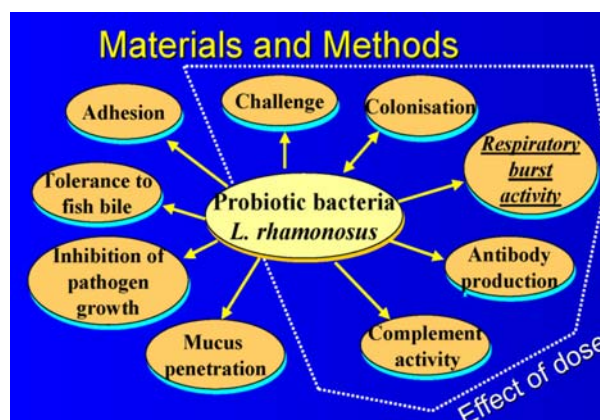 Materials and Methods
Adhesion
Challenge
Colonisation
Respiratory
burst
activity
Tolerance to
fish bile
Probiotic bacteria
L. rhamonosus
Inhibition of
pathogen
growth
Antibody
production
Mucus
penetration
Complement
activity
Effect of dose